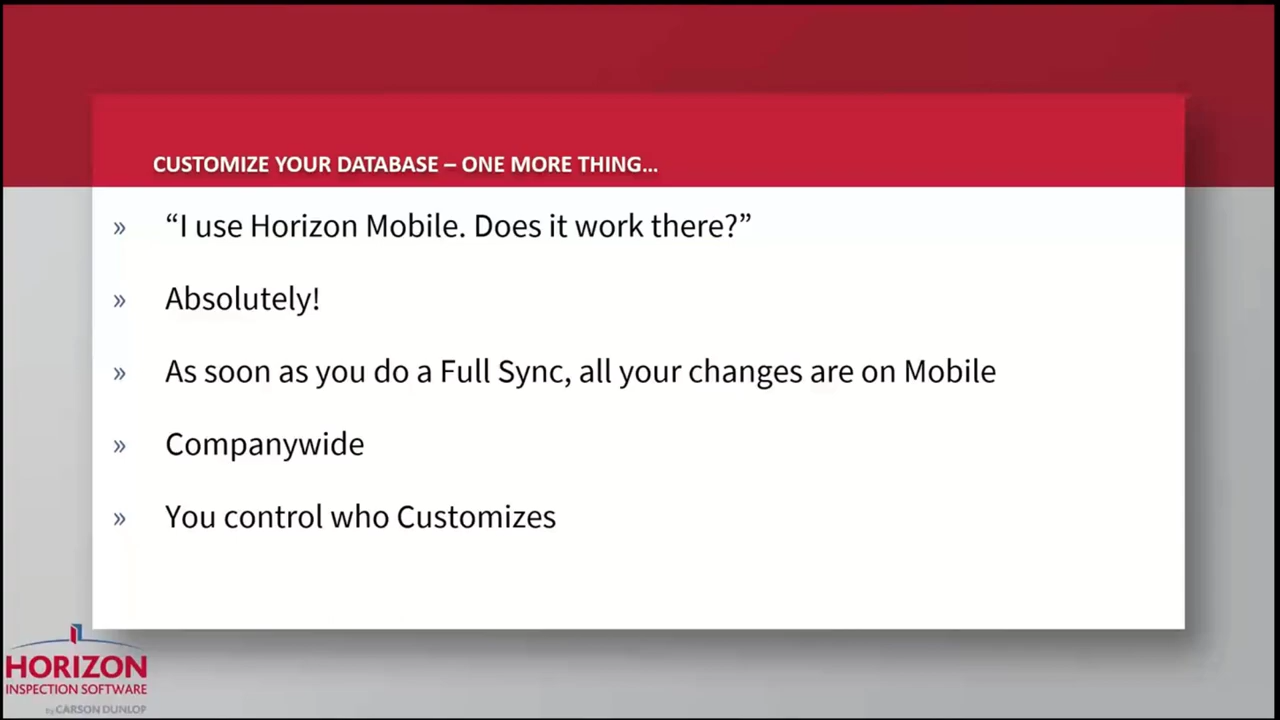 CUSTOMIZE YOUR DATABASE – ONE MORE THING...
» “I use Horizon Mobile. Does it work there?”
» Absolutely!
» As soon as you do a Full Sync, all your changes are on Mobile
» Companywide
» You control who Customizes
HORIZON
INSPECTION SOFTWARE
by CARSON DUNLOP